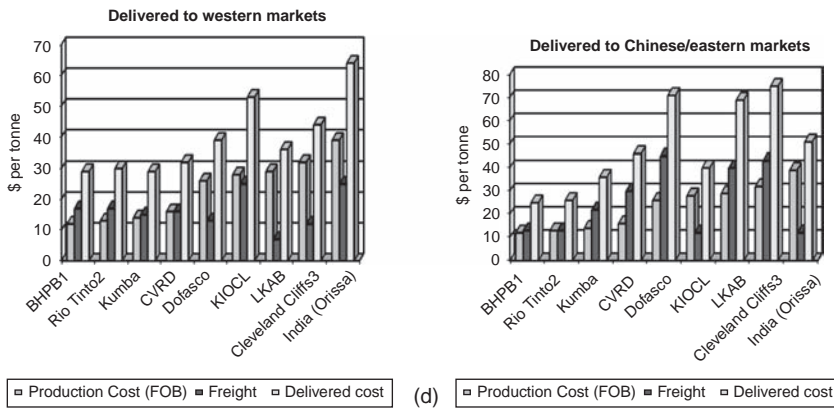 Delivered to western markets
$ per tonne
70
60
50
40
30
20
10
0
BHPB1
Rio Tinto2
Kumba
CVRD
Dofasco
KIOCL
LKAB
Cleveland Cliffs3
India (Orissa)
Production Cost (FOB) Freight Delivered cost
(d)
Delivered to Chinese/eastern markets
$ per tonne
80
70
60
50
40
30
20
10
0
BHPB1
Rio Tinto2
Kumba
CVRD
Dofasco
KIOCL
LKAB
Cleveland Cliffs3
India (Orissa)
Production Cost (FOB) Freight Delivered cost